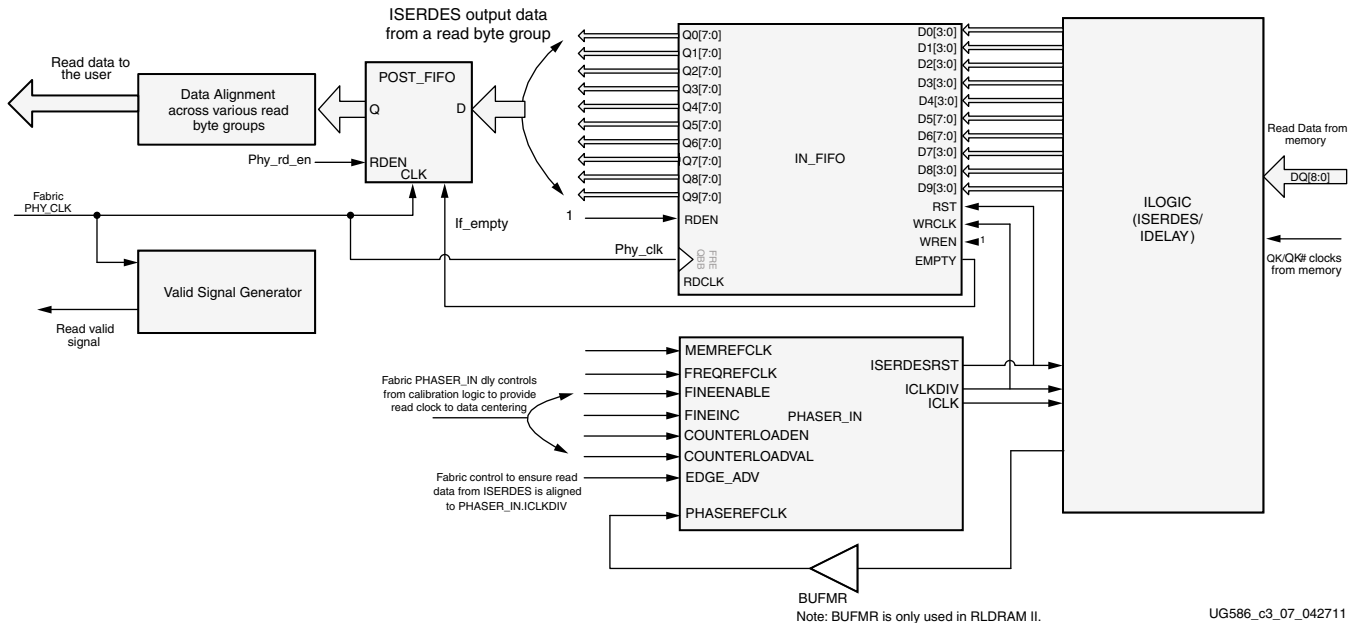 ISERDES output data
from a read byte group
Read data to
the user
Data Alignment
across various read
byte groups
POST_FIFO
Q
D
Phy_rd_en
RDEN
CLK
Fabric
PHY_CLK
If_empty
Valid Signal Generator
Read valid
signal
Q0[7:0]
Q1[7:0]
Q2[7:0]
Q3[7:0]
Q4[7:0]
Q5[7:0]
Q6[7:0]
Q7[7:0]
Q8[7:0]
Q9[7:0]
1
RDEN
Phy_clk
FRE
QBB
RDCLK
IN_FIFO
D0[3:0]
D1[3:0]
D2[3:0]
D3[3:0]
D4[3:0]
D5[7:0]
D6[7:0]
D7[3:0]
D8[3:0]
D9[3:0]
RST
WRCLK
WREN
1
EMPTY
ILOGIC
(ISERDES/
IDELAY)
Read Data from
memory
DQ[8:0]
QK/QK# clocks
from memory
Fabric PHASER_IN dly controls
from calibration logic to provide
read clock to data centering
Fabric control to ensure read
data from ISERDES is aligned
to PHASER_IN.ICLKDIV
MEMREFCLK
FREQREFCLK
FINEENABLE
FINEINC
COUNTERLOADEN
COUNTERLOADVAL
EDGE_ADV
PHASEREFCLK
PHASER_IN
ISERDESRST
ICLKDIV
ICLK
BUFMR
Note: BUFMR is only used in RLDRAM II.
UG586_c3_07_042711